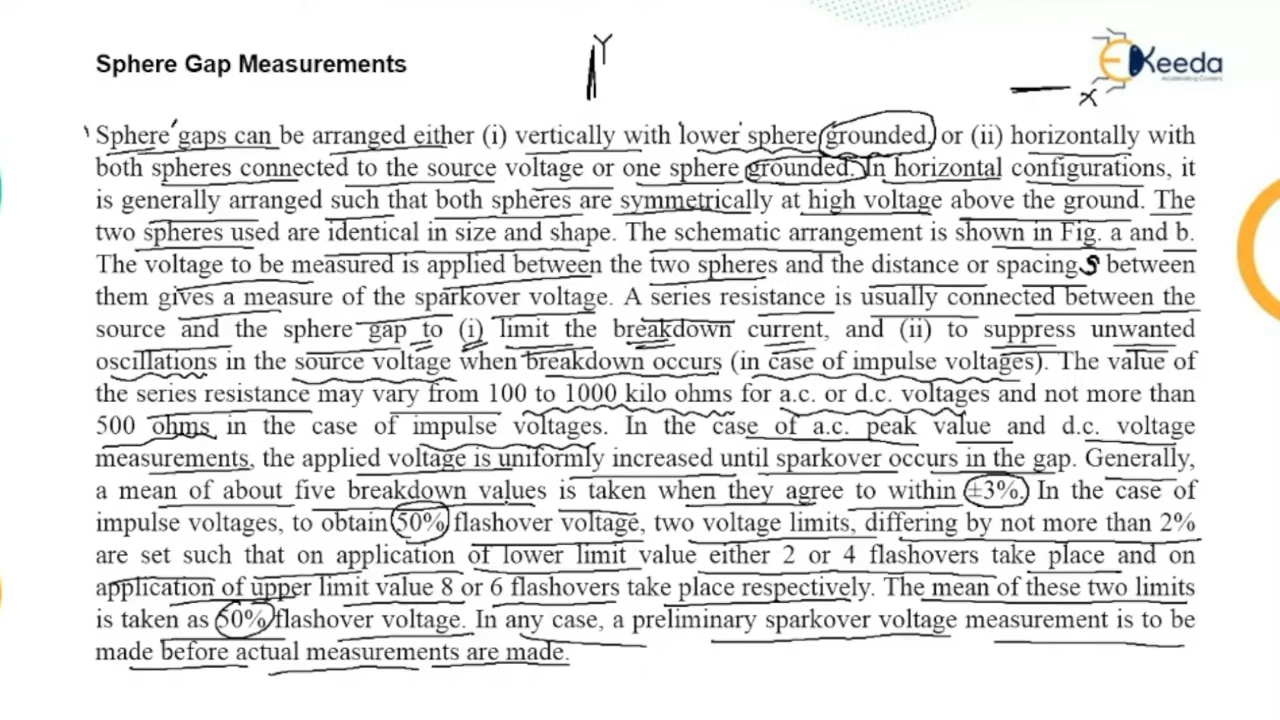 Y
Sphere Gap Measurements
Keeda
x
Sphere gaps can be arranged either (i) vertically with lower sphere grounded, or (ii) horizontally with
both spheres connected to the source voltage or one sphere grounded. In horizontal configurations, it
is generally arranged such that both spheres are symmetrically at high voltage above the ground. The
two spheres used are identical in size and shape. The schematic arrangement is shown in Fig. a and b.
The voltage to be measured is applied between the two spheres and the distance or spacing S between
them gives a measure of the sparkover voltage. A series resistance is usually connected between the
source and the sphere gap to (i) limit the breakdown current, and (ii) to suppress unwanted
oscillations in the source voltage when breakdown occurs (in case of impulse voltages). The value of
the series resistance may vary from 100 to 1000 kilo ohms for a.c. or d.c. voltages and not more than
500 ohms in the case of impulse voltages. In the case of a.c. peak value and d.c. voltage
measurements, the applied voltage is uniformly increased until sparkover occurs in the gap. Generally,
a mean of about five breakdown values is taken when they agree to within ±3%. In the case of
impulse voltages, to obtain 50% flashover voltage, two voltage limits, differing by not more than 2%
are set such that on application of lower limit value either 2 or 4 flashovers take place and on
application of upper limit value 8 or 6 flashovers take place respectively. The mean of these two limits
is taken as 50% flashover voltage. In any case, a preliminary sparkover voltage measurement is to be
made before actual measurements are made.